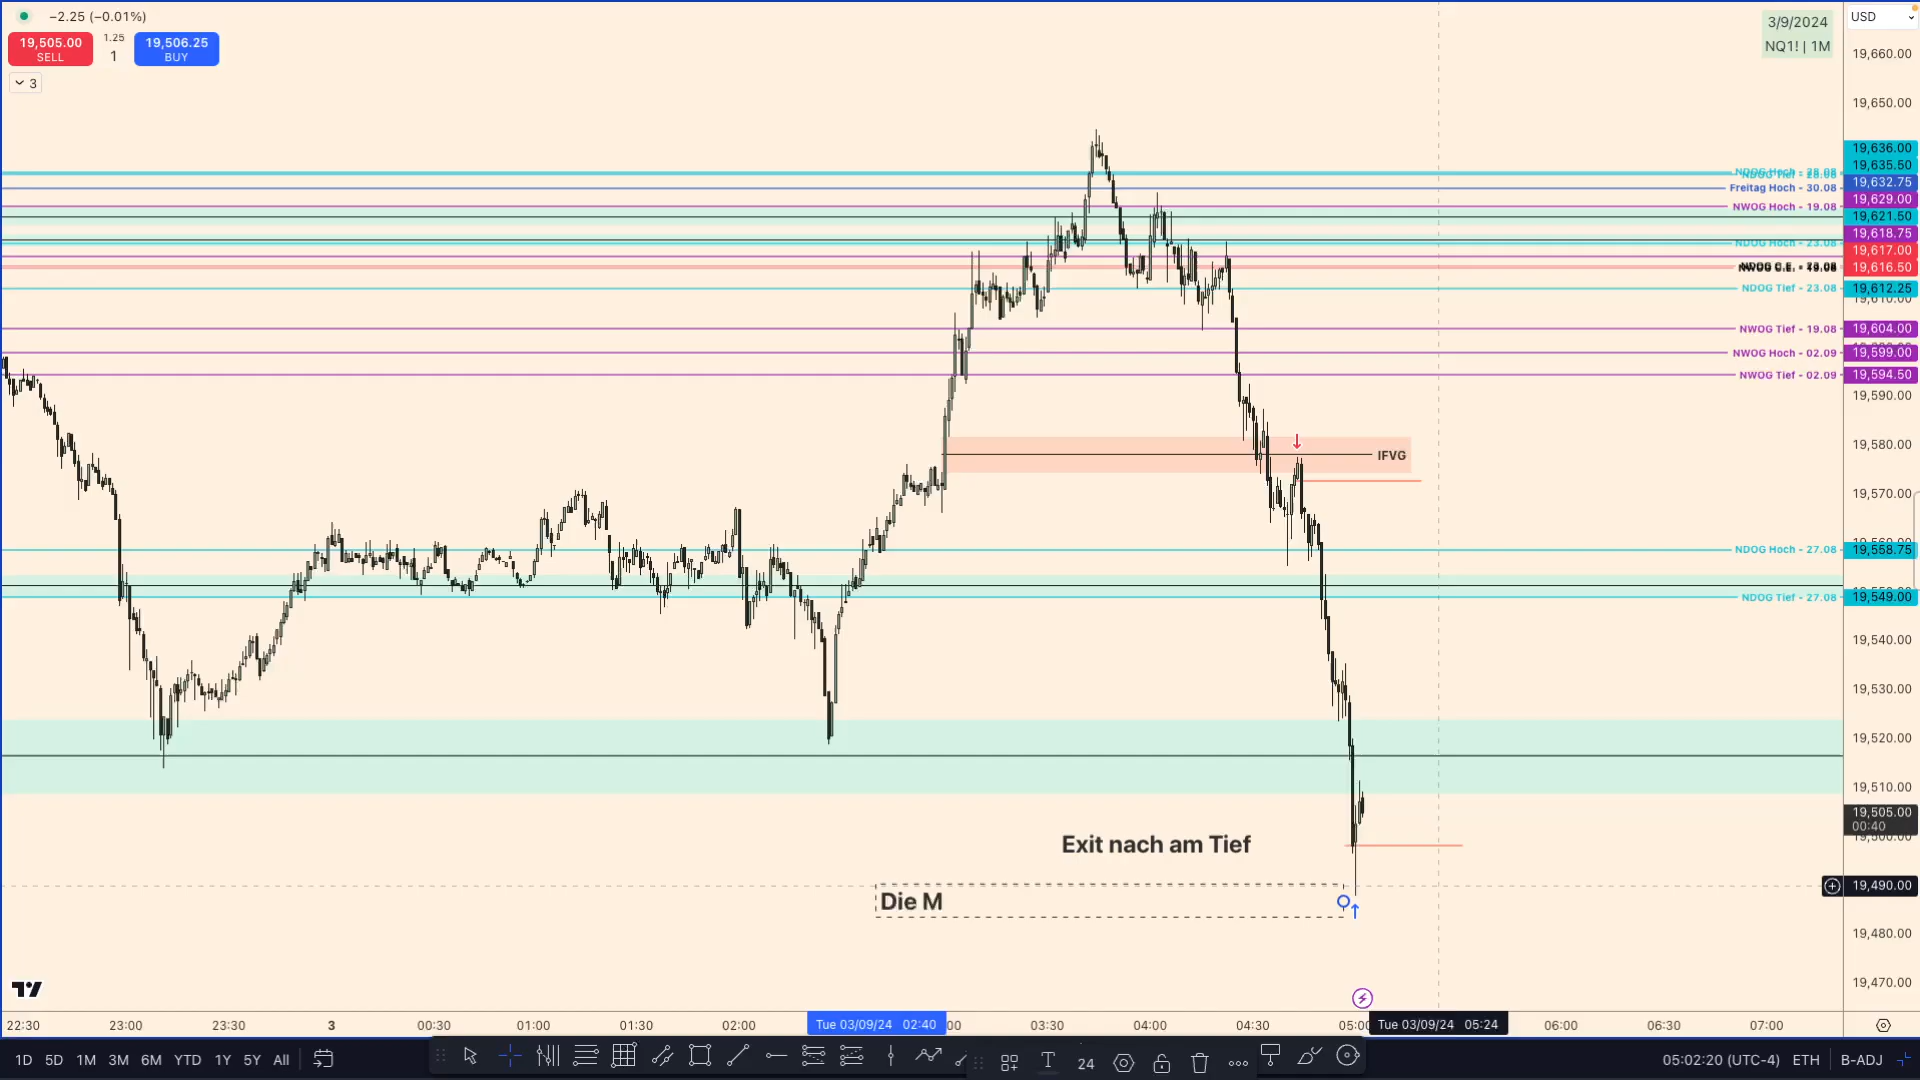 −2.25 (−0.01%)
19,505.00
SELL
1.25
1
19,506.25
BUY
3
3/9/2024
NQ1! | 1M
USD
19,660.00
19,650.00
19,636.00
19,635.50
Freitag Hoch - 30.08
19,632.75
NWOG Hoch - 19.08
19,629.00
19,621.50
19,618.75
NDOG Hoch - 23.08
19,617.00
19,616.50
NDOG Tief - 23.08
19,612.25
19,610.00
NWOG Tief - 19.08
19,604.00
NWOG Hoch - 02.09
19,599.00
NWOG Tief - 02.09
19,594.50
19,590.00
19,580.00
IFVG
19,570.00
NDOG Hoch - 27.08
19,558.75
NDOG Tief - 27.08
19,549.00
19,540.00
19,530.00
19,520.00
19,510.00
19,505.00
00:40
Exit nach am Tief
19,490.00
Die M
19,480.00
19,470.00
22:30 23:00 23:30 3 00:30 01:00 01:30 02:00 Tue 03/09/24 02:40 03:30 04:00 04:30 Tue 03/09/24 05:24 06:00 06:30 07:00
1D 5D 1M 3M 6M YTD 1Y 5Y All
24
05:02:20 (UTC-4) ETH B-ADJ